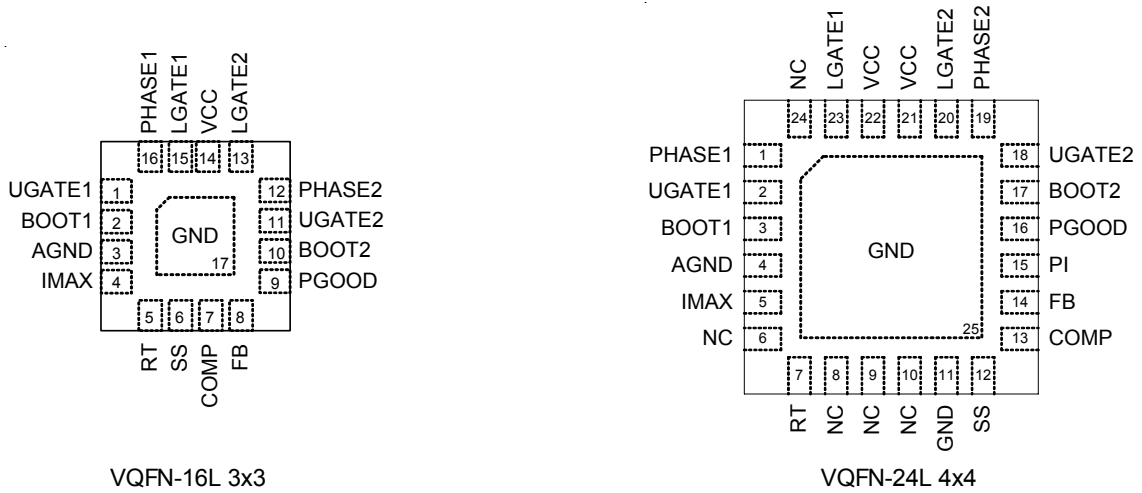 PHASE1
LGATE1
VCC
LGATE2
16
15
14
13
UGATE1
1
BOOT1
2
AGND
3
IMAX
4
12
PHASE2
11
UGATE2
10
BOOT2
9
PGOOD
GND
17
5
6
7
8
RT
SS
COMP
FB
VQFN-16L 3x3
NC
LGATE1
VCC
VCC
LGATE2
PHASE2
24
23
22
21
20
19
PHASE1
1
UGATE1
2
BOOT1
3
AGND
4
IMAX
5
NC
6
18
UGATE2
17
BOOT2
16
PGOOD
15
PI
14
FB
13
COMP
GND
25
7
8
9
10
11
12
RT
NC
NC
NC
GND
SS
VQFN-24L 4x4